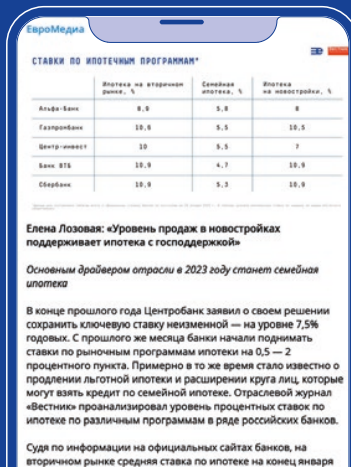 ЕвроМедиа
СТАВКИ ПО ИПОТЕЧНЫМ ПРОГРАММАМ*
Ипотека на вторичном рынке, % Семейная ипотека, % Ипотека на новостройки, %
Альфа-Банк 5,8 8
Газпромбанк 10,6 5,5 10,5
Центр-инвест 10 5,5 7
Банк ВТБ 10,9 4,7 10,9
Сбербанк 10,9 5,3 10,9
Елена Лозовая: «Уровень продаж в новостройках
поддерживает ипотека с господдержкой»
Основным драйвером отрасли в 2023 году станет семейная
ипотека
В конце прошлого года Центробанк заявил о своем решении
сохранить ключевую ставку неизменной — на уровне 7,5%
годовых. С прошлого же месяца банки начали поднимать
ставки по рыночным программам ипотеки на 0,5 — 2
процентного пункта. Примерно в то же время стало известно о
продлении льготной ипотеки и расширении круга лиц, которые
могут взять кредит по семейной ипотеке. Отраслевой журнал
«Вестник» проанализировал уровень процентных ставок по
ипотеке по различным программам в ряде российских банков.
Судя по информации на официальных сайтах банков, на
вторичном рынке средняя ставка по ипотеке на конец января